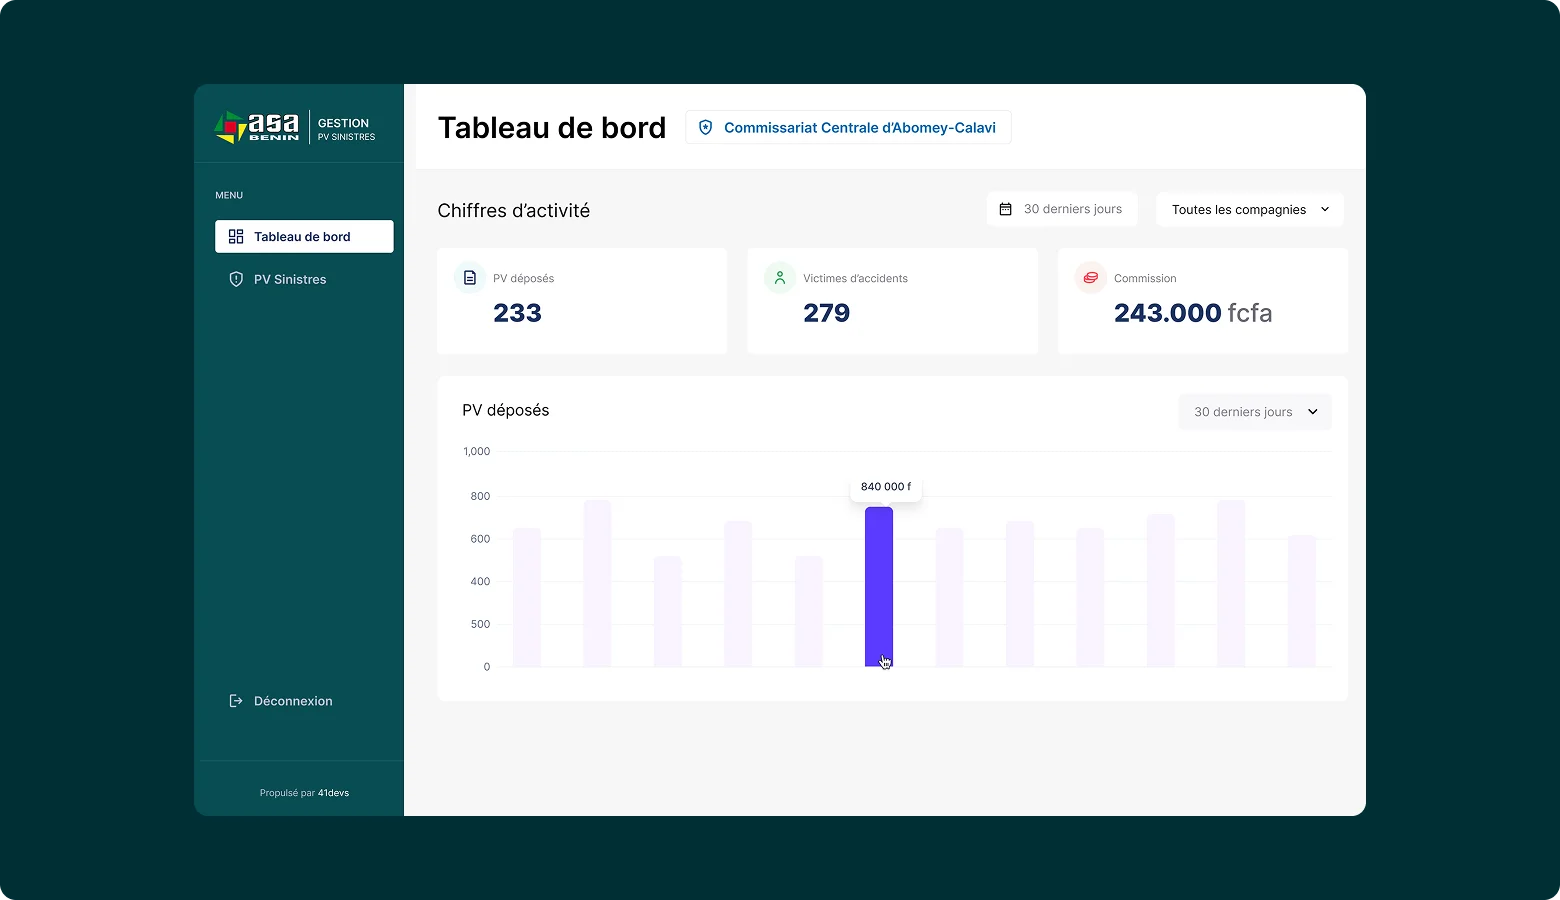 asa
BENIN
GESTION
PV SINISTRES
MENU
Tableau de bord
PV Sinistres
Déconnexion
Propulsé par 41devs
Tableau de bord
Commissariat Centrale d’Abomey-Calavi
Chiffres d’activité
30 derniers jours
Toutes les compagnies
PV déposés
233
Victimes d’accidents
279
Commission
243.000 fcfa
PV déposés
30 derniers jours
1,000
800
600
400
500
0
840 000 f